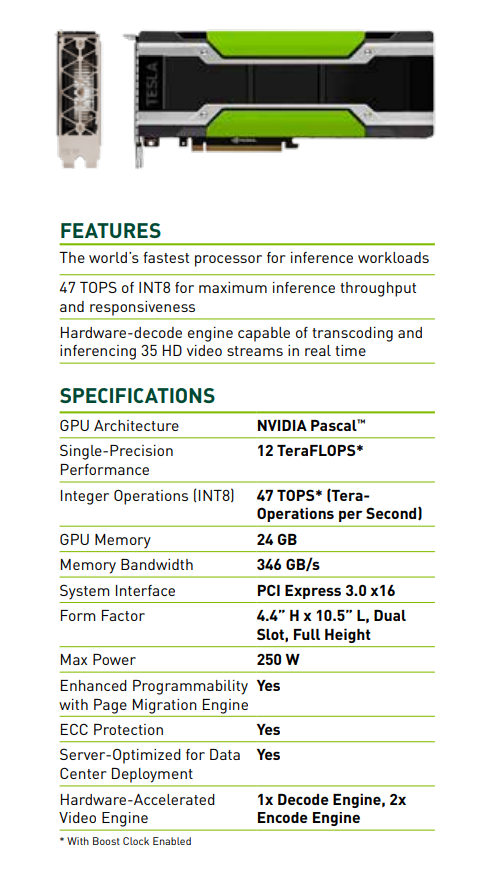 TESLA
NVIDIA
FEATURES
The world's fastest processor for inference workloads
47 TOPS of INT8 for maximum inference throughput
and responsiveness
Hardware-decode engine capable of transcoding and
inferencing 35 HD video streams in real time
SPECIFICATIONS
GPU Architecture NVIDIA Pascal™
Single-Precision 12 TeraFLOPS*
Performance
Integer Operations (INT8) 47 TOPS* (Tera-
Operations per Second)
GPU Memory 24 GB
Memory Bandwidth 346 GB/s
System Interface PCI Express 3.0 x16
Form Factor 4.4” H x 10.5” L, Dual
Slot, Full Height
Max Power 250 W
Enhanced Programmability Yes
with Page Migration Engine
ECC Protection Yes
Server-Optimized for Data Yes
Center Deployment
Hardware-Accelerated 1x Decode Engine, 2x
Video Engine Encode Engine
* With Boost Clock Enabled